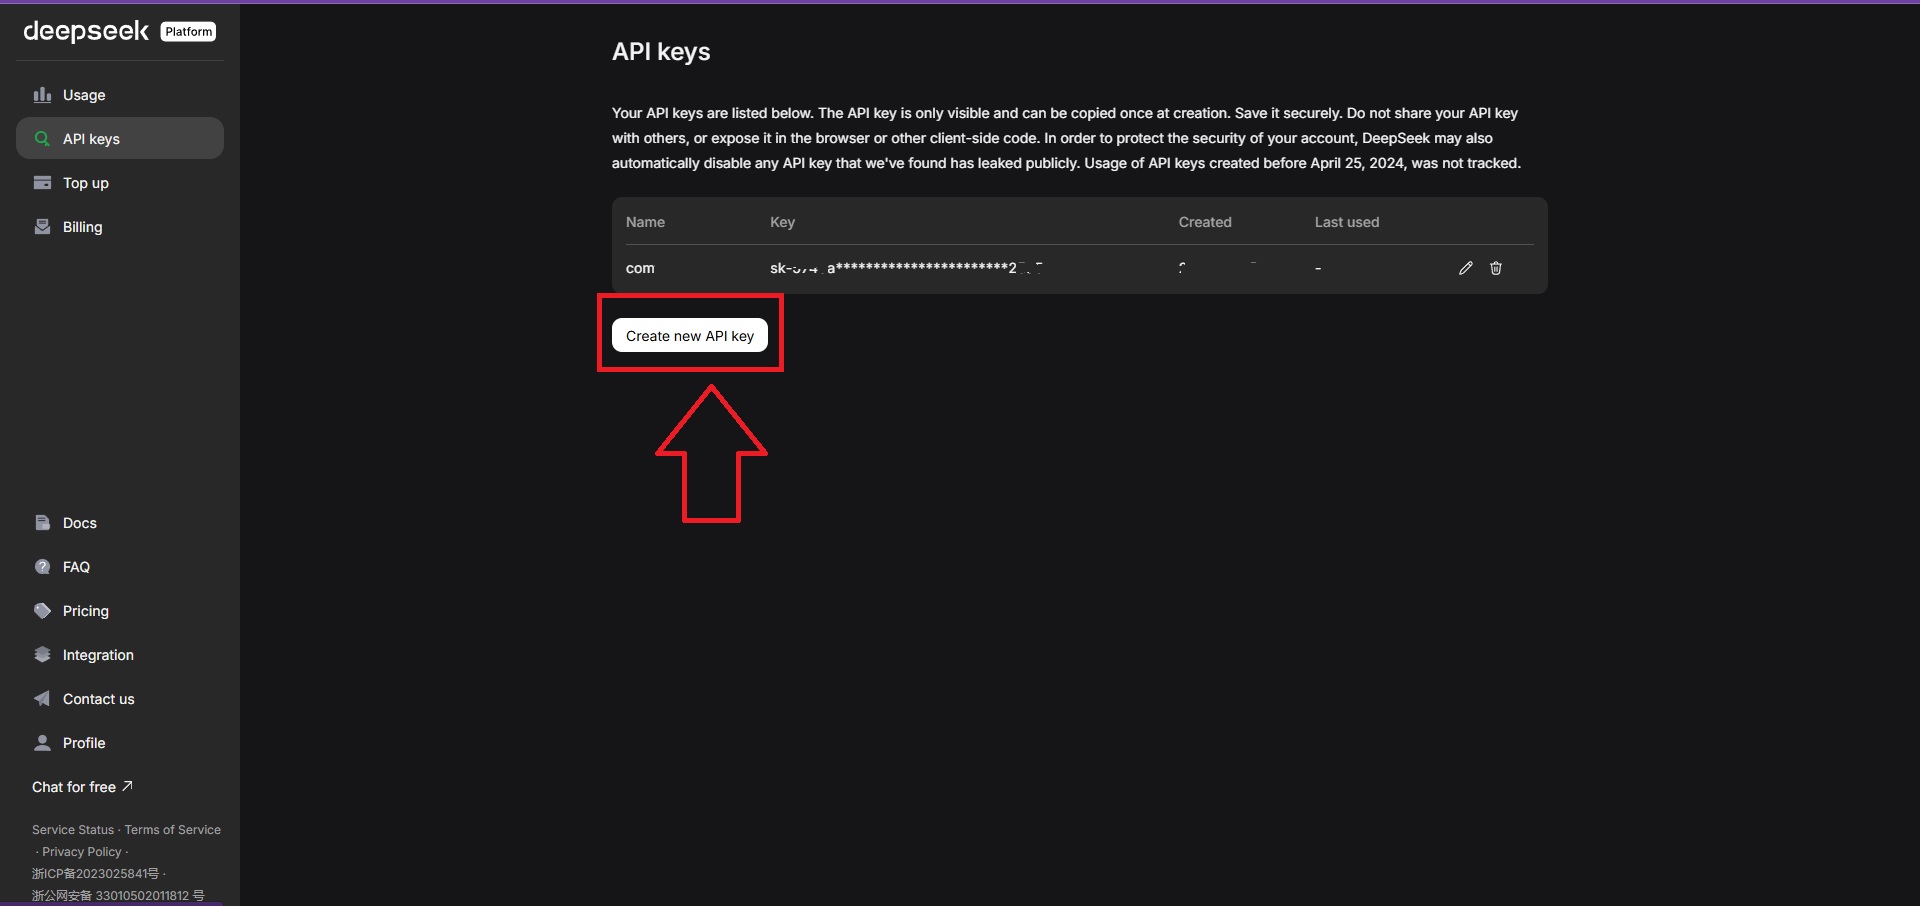 deepseek Platform
Usage
API keys
Top up
Billing
Docs
FAQ
Pricing
Integration
Contact us
Profile
Chat for free
Service Status · Terms of Service
· Privacy Policy ·
浙ICP备2023025841号 ·
浙公网安备 33010502011812 号
API keys
Your API keys are listed below. The API key is only visible and can be copied once at creation. Save it securely. Do not share your API key
with others, or expose it in the browser or other client-side code. In order to protect the security of your account, DeepSeek may also
automatically disable any API key that we've found has leaked publicly. Usage of API keys created before April 25, 2024, was not tracked.
Name Key Created Last used
com -
Create new API key